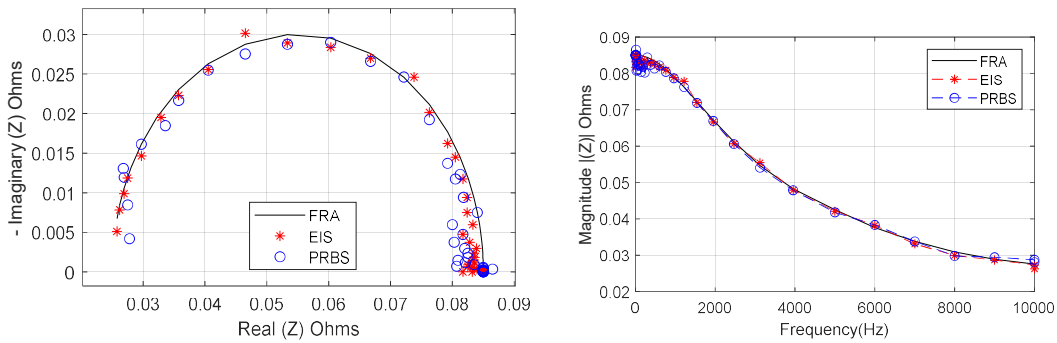 - Imaginary (Z) Ohms
0.03
0.025
0.02
0.015
0.01
0.005
0
FRA
EIS
PRBS
0.03
0.04
0.05
0.06
0.07
0.08
0.09
Real (Z) Ohms
Magnitude |(Z)| Ohms
0.09
0.08
0.07
0.06
0.05
0.04
0.03
0.02
FRA
EIS
PRBS
0
2000
4000
6000
8000
10000
Frequency(Hz)